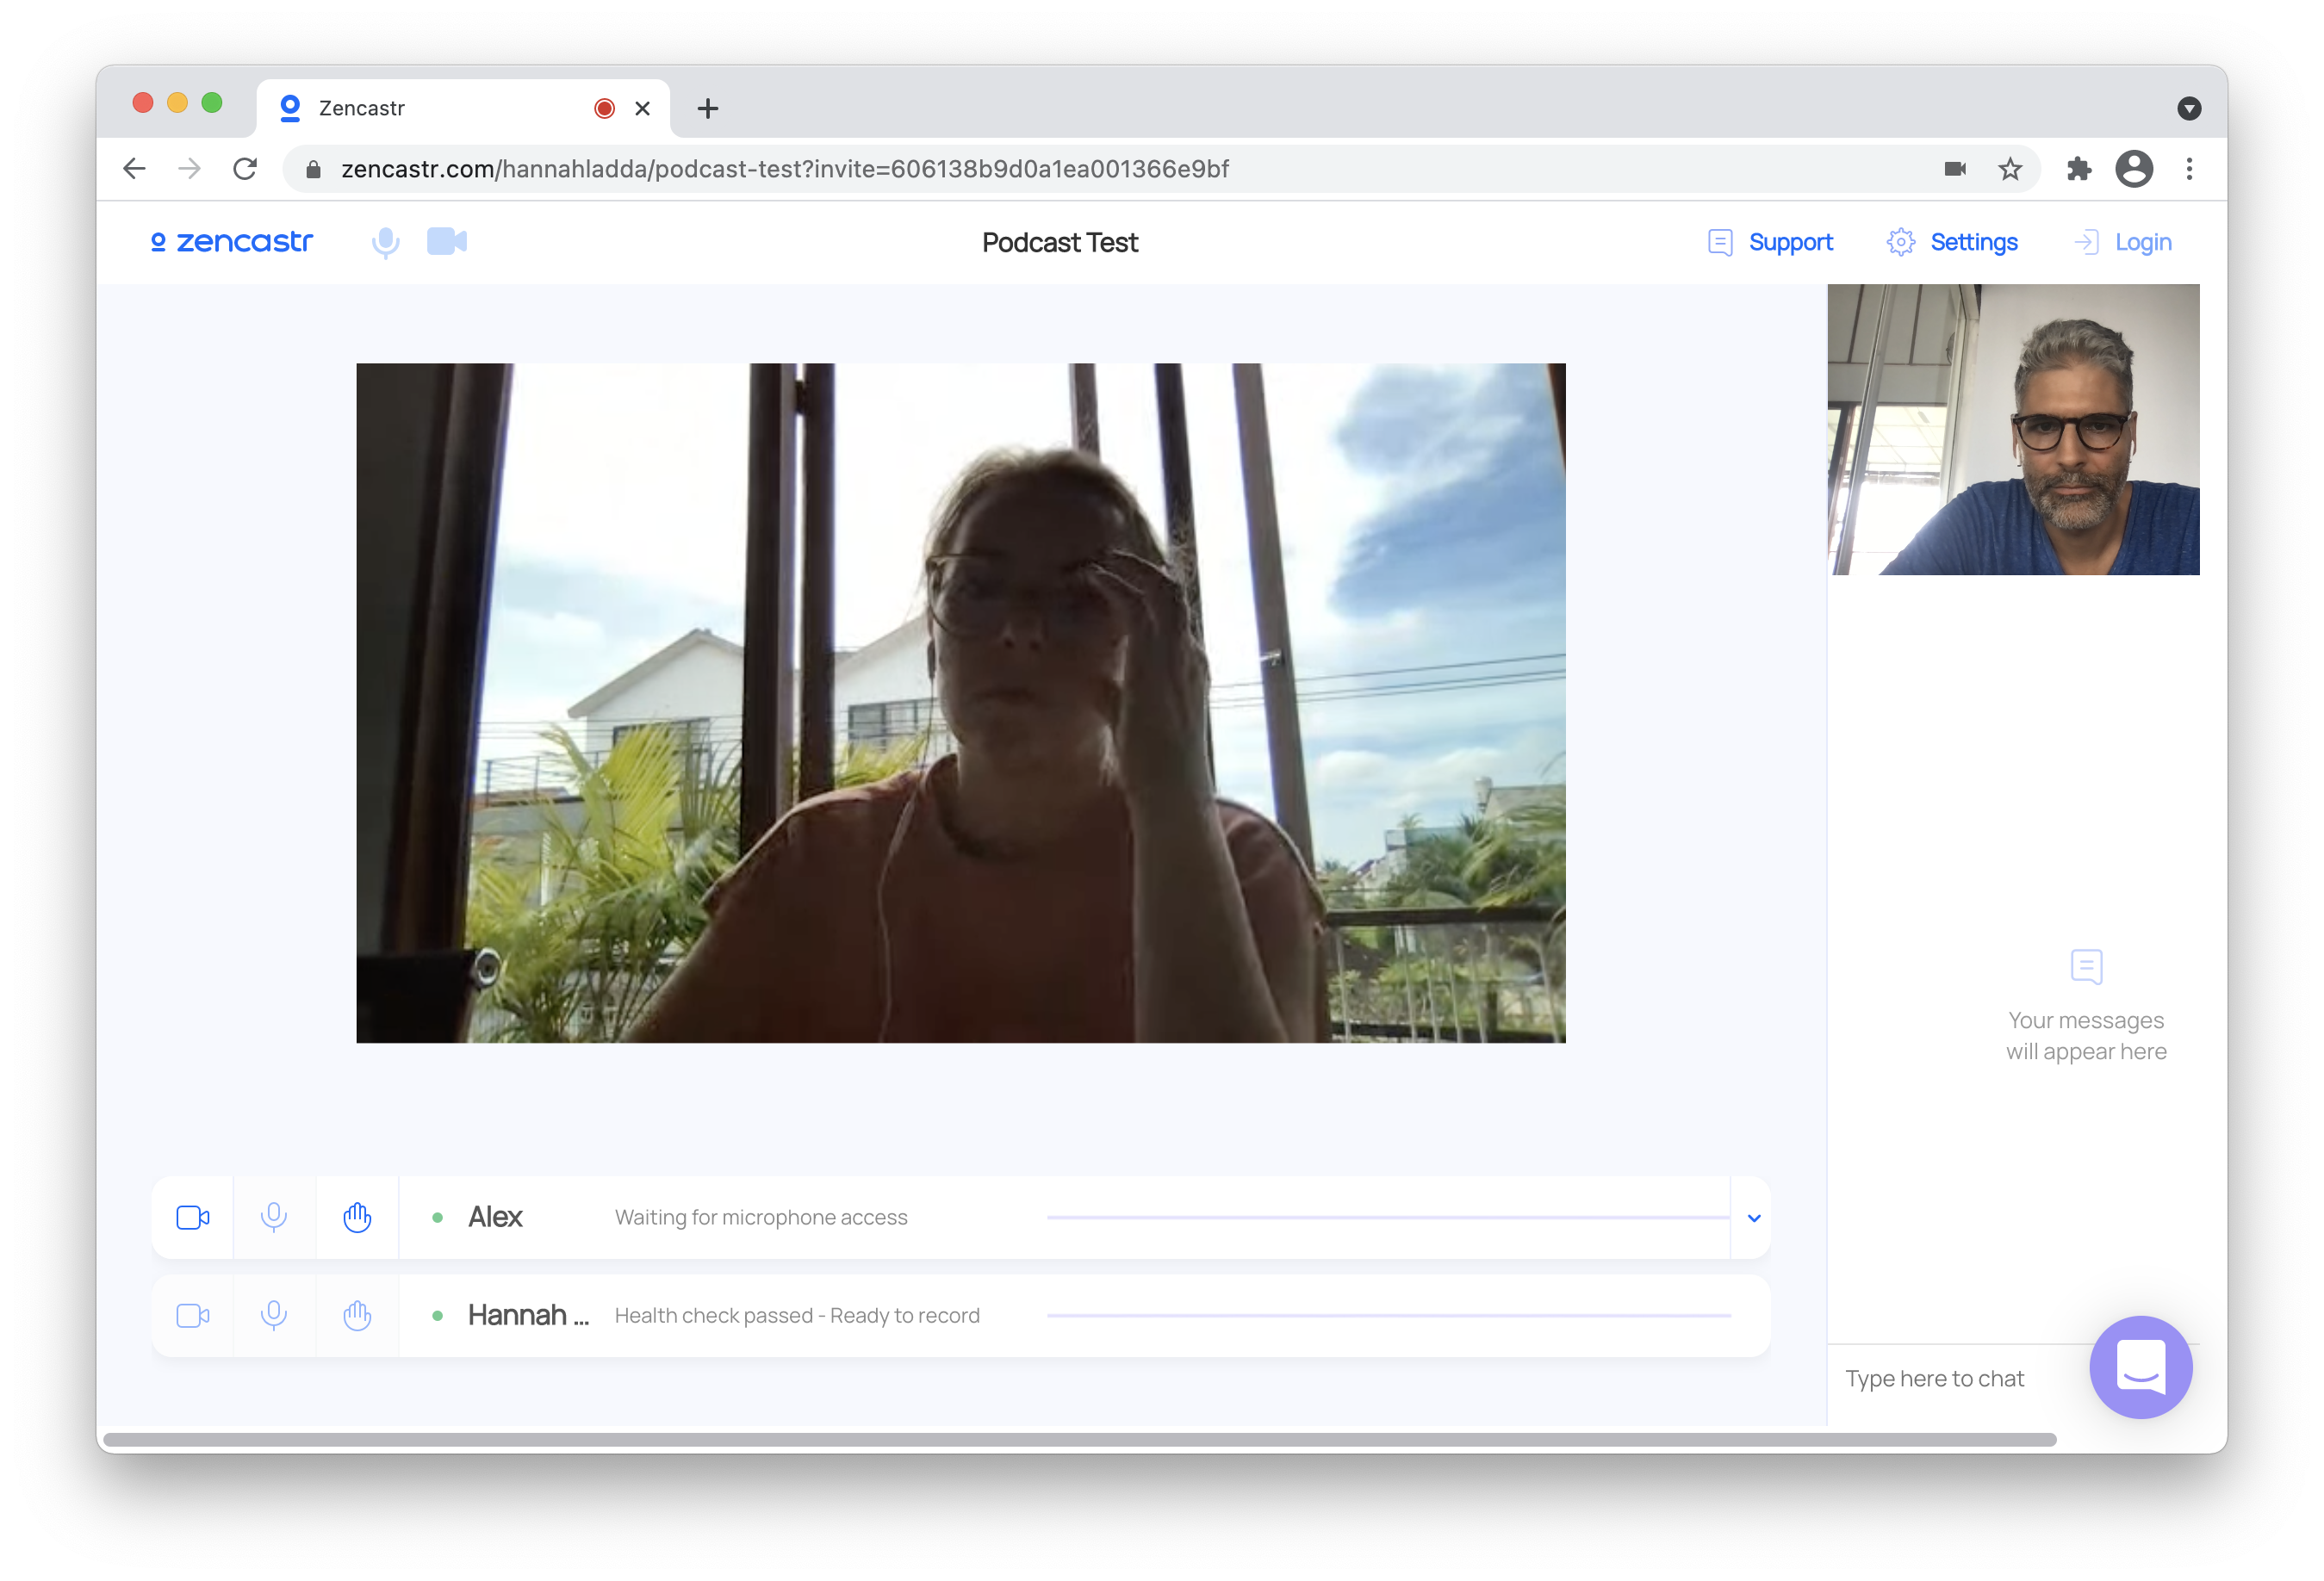 Zencastr
zencastr.com/hannahladda/podcast-test?invite=606138b9d0a1ea001366e9bf
zencastr
Podcast Test
Support
Settings
Login
Your messages
will appear here
Alex
Waiting for microphone access
Hannah ...
Health check passed - Ready to record
Type here to chat